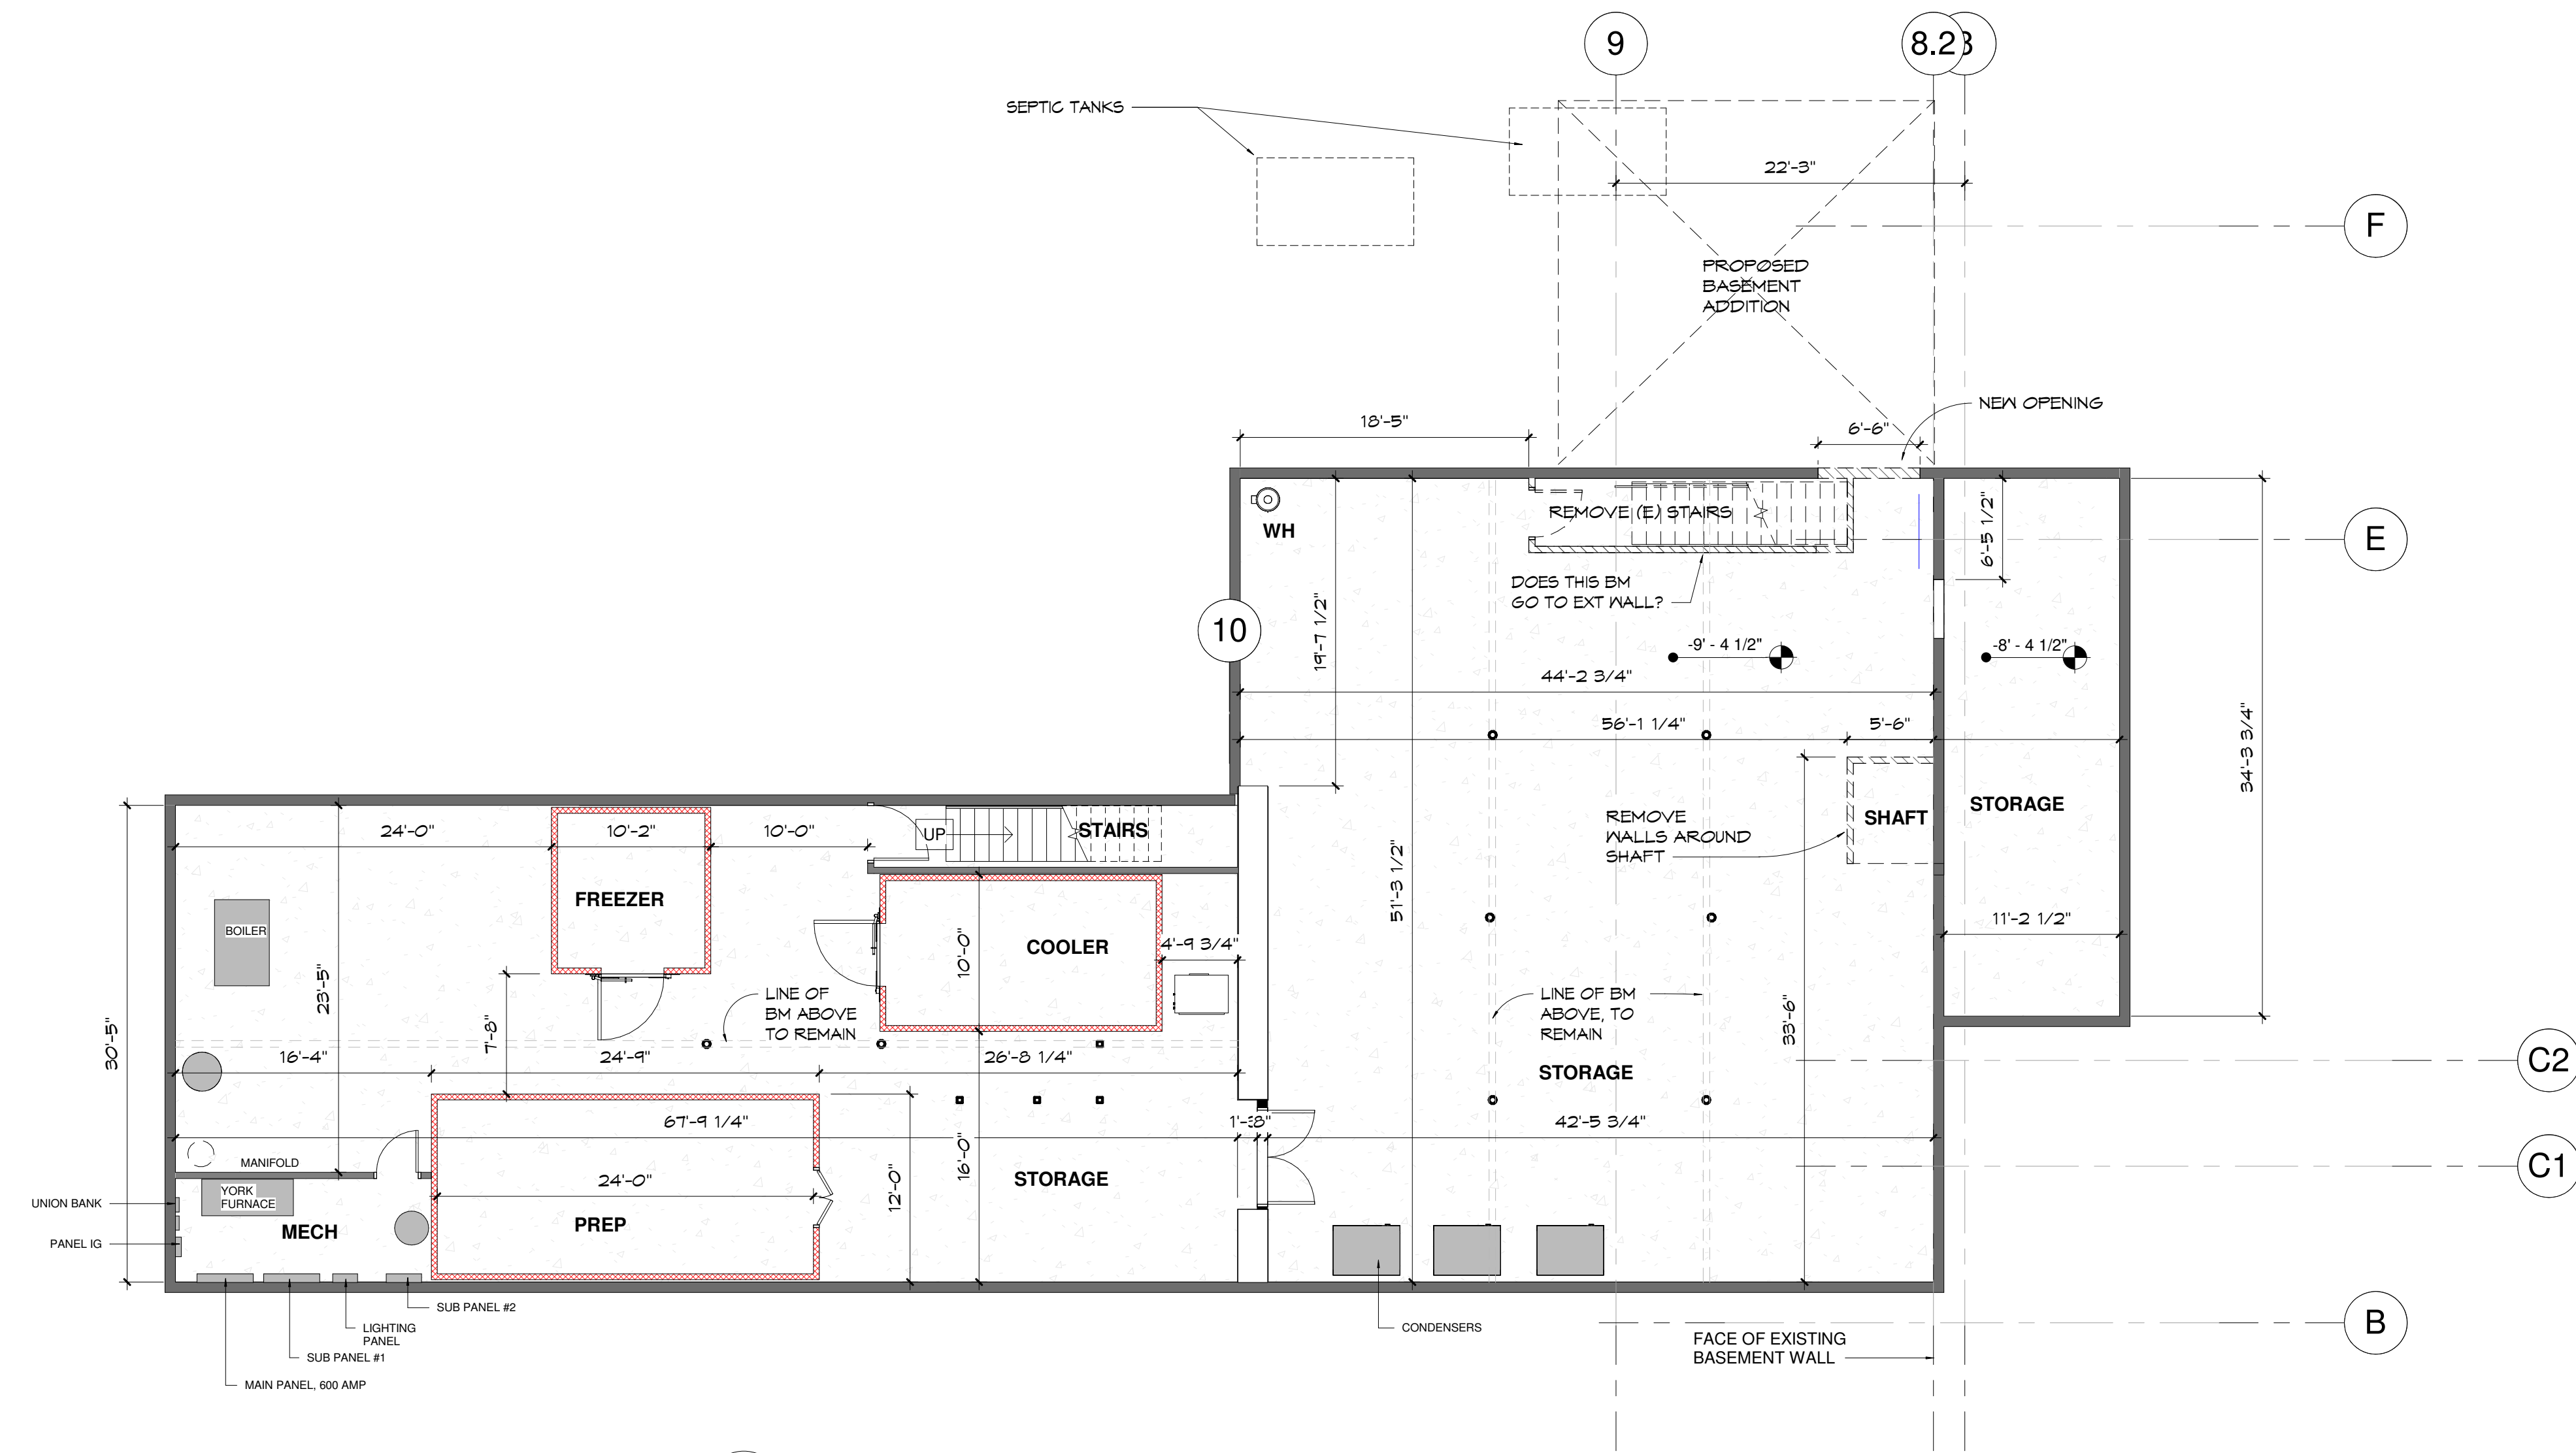 9
8.2
SEPTIC TANKS
22'-3"
F
PROPOSED
BASEMENT
ADDITION
NEW OPENING
18'-5"
6'-6"
WH
REMOVE (E) STAIRS
6'-5 1/2"
E
DOES THIS BM
GO TO EXT WALL?
10
19'-7 1/2"
-9' - 4 1/2"
-8' - 4 1/2"
44'-2 3/4"
56'-1 1/4"
5'-6"
34'-3 3/4"
24'-0"
10'-2"
10'-0"
UP
STAIRS
REMOVE
WALLS AROUND
SHAFT
SHAFT
STORAGE
51'-3 1/2"
FREEZER
BOILER
COOLER
10'-0"
4'-9 3/4"
11'-2 1/2"
23'-5"
LINE OF
BM ABOVE
TO REMAIN
LINE OF BM
ABOVE, TO
REMAIN
33'-6"
30'-5"
7'-8"
16'-4"
24'-9"
26'-8 1/4"
C2
STORAGE
67'-9 1/4"
42'-5 3/4"
16'-0"
12'-0"
C1
MANIFOLD
YORK
FURNACE
24'-0"
STORAGE
UNION BANK
MECH
PREP
PANEL IG
SUB PANEL #2
LIGHTING
PANEL
SUB PANEL #1
MAIN PANEL, 600 AMP
CONDENSERS
B
FACE OF EXISTING
BASEMENT WALL